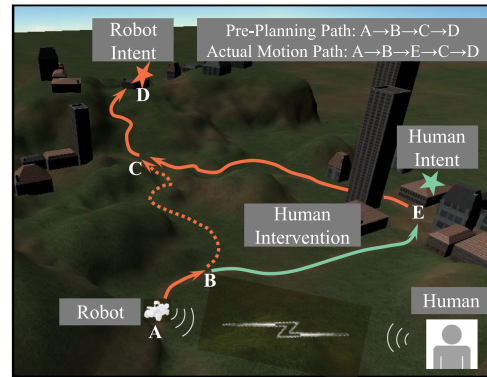 Robot
Intent
Pre-Planning Path: A→B→C→D
Actual Motion Path: A→B→E→C→D
D
Human
Intent
C
E
Human
Intervention
B
Robot
A
Human